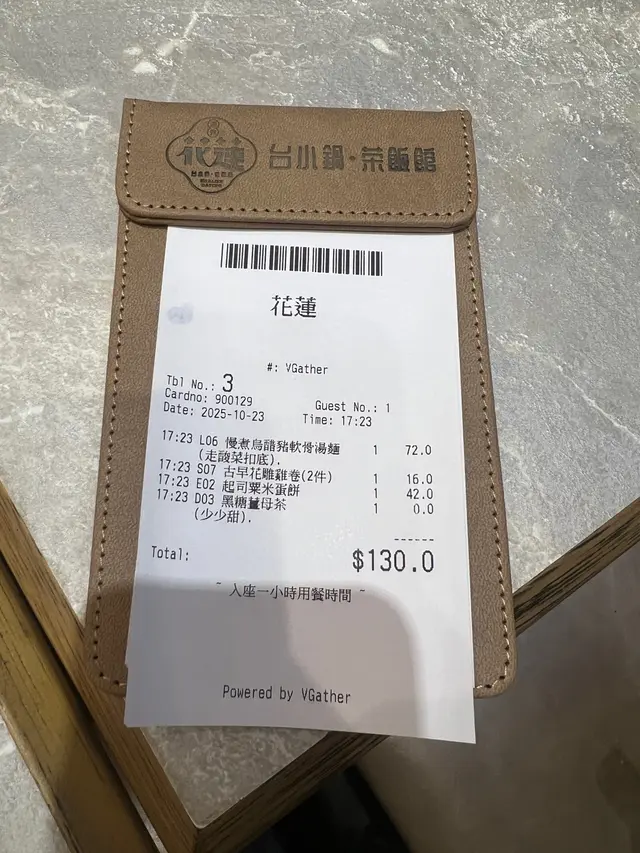 花蓮
台小鍋·茶飯館
花蓮
#: VGather
Tbl No.: 3
Cardno: 900129
Guest No.: 1
Date: 2025-10-23
Time: 17:23
17:23 L06 慢煮烏醋豬軟骨湯麵 1 72.0
(走酸菜扣底).
17:23 S07 古早花雕雞卷(2件) 1 16.0
17:23 E02 起司粟米蛋餅 1 42.0
17:23 D03 黑糖薑母茶 1 0.0
(少少甜).
------
Total: $130.0
- 入座一小時用餐時間 -
Powered by VGather